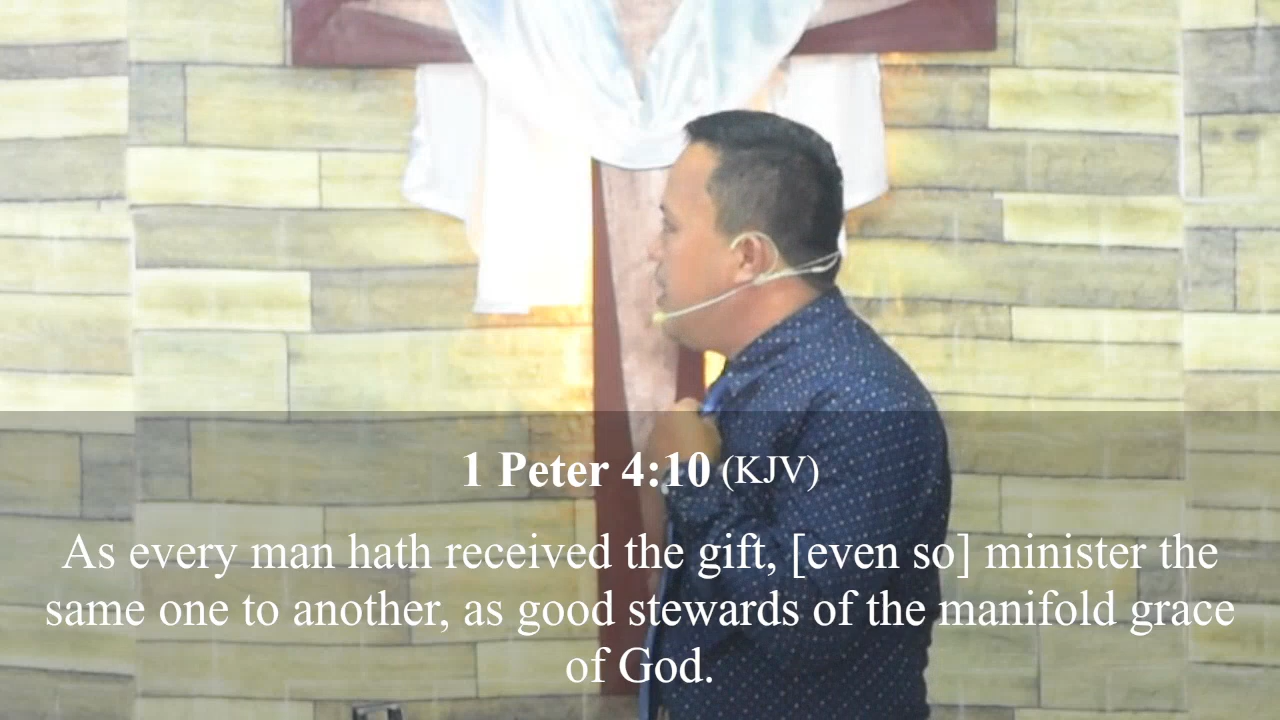 1 Peter 4:10 (KJV)
As every man hath received the gift, [even so] minister the
same one to another, as good stewards of the manifold grace
of God.